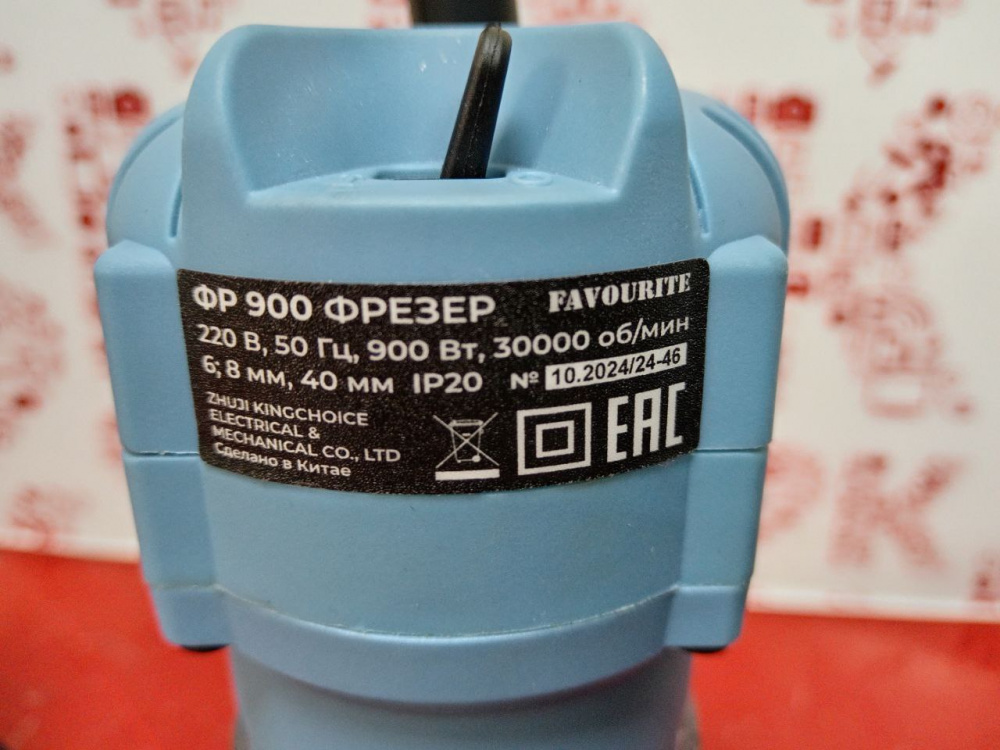 ФР 900 ФРЕЗЕР FAVOURITE
220 В, 50 Гц, 900 Вт, 30000 об/мин
6; 8 мм, 40 мм IP20 № 10.2024/24-46
ZHUJI KINGCHOICE
ELECTRICAL &
MECHANICAL CO., LTD
Сделано в Китае
EAC